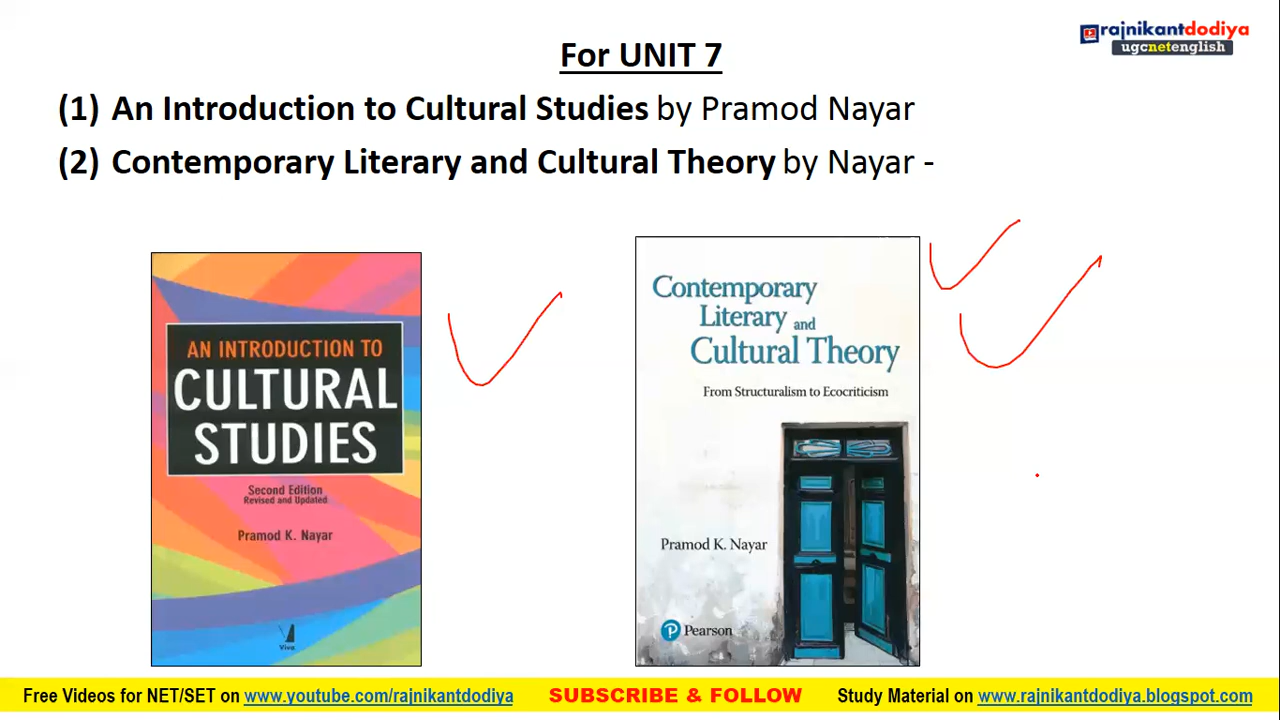 rajnikantdodiya
ugcnetenglish
For UNIT 7
(1) An Introduction to Cultural Studies by Pramod Nayar
(2) Contemporary Literary and Cultural Theory by Nayar -
AN INTRODUCTION TO
CULTURAL
STUDIES
Second Edition
Revised and Updated
Pramod K. Nayar
Viva
Contemporary
Literary and
Cultural Theory
From Structuralism to Ecocriticism
Pramod K. Nayar
Pearson
Free Videos for NET/SET on www.youtube.com/rajnikantdodiya SUBSCRIBE & FOLLOW Study Material on www.rajnikantdodiya.blogspot.com